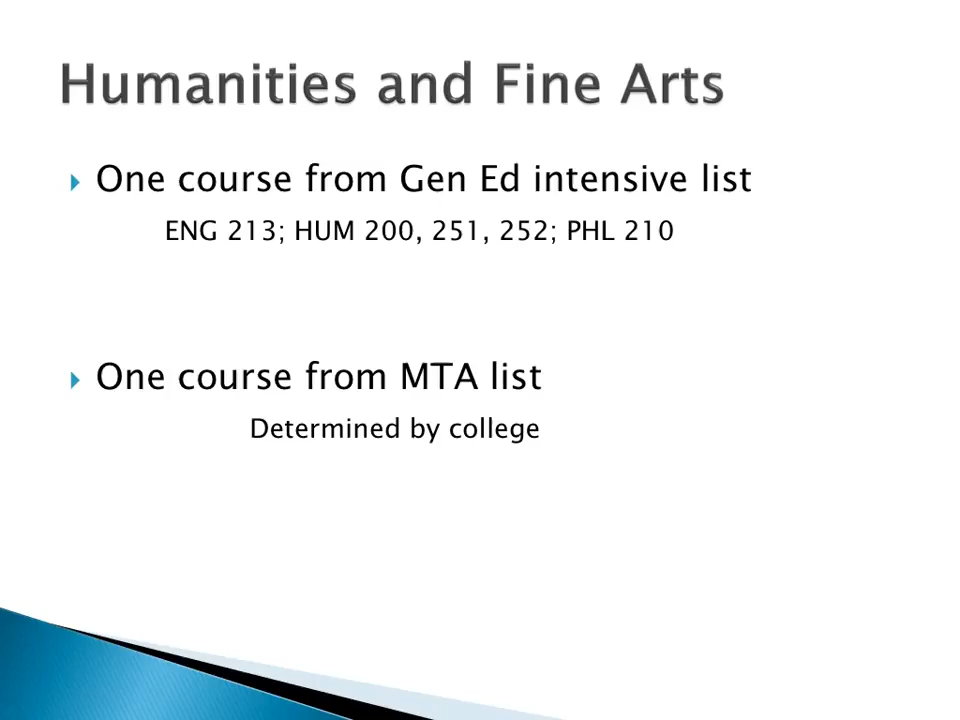 Humanities and Fine Arts
One course from Gen Ed intensive list
ENG 213; HUM 200, 251, 252; PHL 210
One course from MTA list
Determined by college